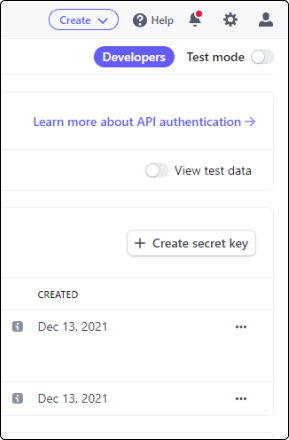 Create Help
Developers Test mode
Learn more about API authentication →
View test data
+ Create secret key
CREATED
Dec 13, 2021
Dec 13, 2021